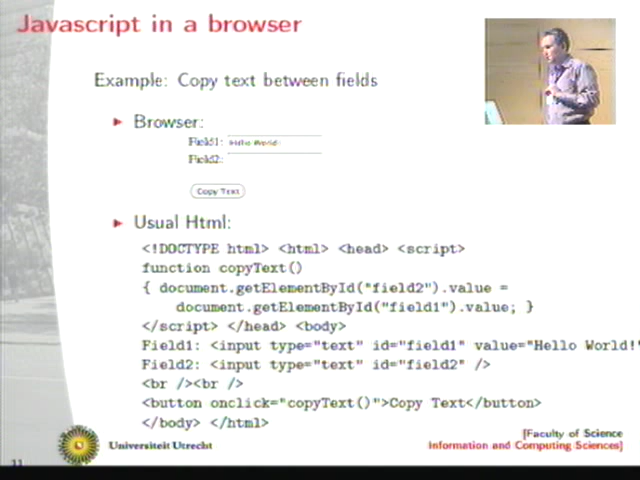 Javascript in a browser
Example: Copy text between fields
Browser:
Field1: Hello World!
Field2:
Copy Text
Usual Html:
<!DOCTYPE html> <html> <head> <script>
function copyText()
{ document.getElementById("field2").value =
document.getElementById("field1").value; }
</script> </head> <body>
Field1: <input type="text" id="field1" value="Hello World!"
Field2: <input type="text" id="field2" />
<br /><br />
<button onclick="copyText()">Copy Text</button>
</body> </html>
Universiteit Utrecht
[Faculty of Science
Information and Computing Sciences]
11